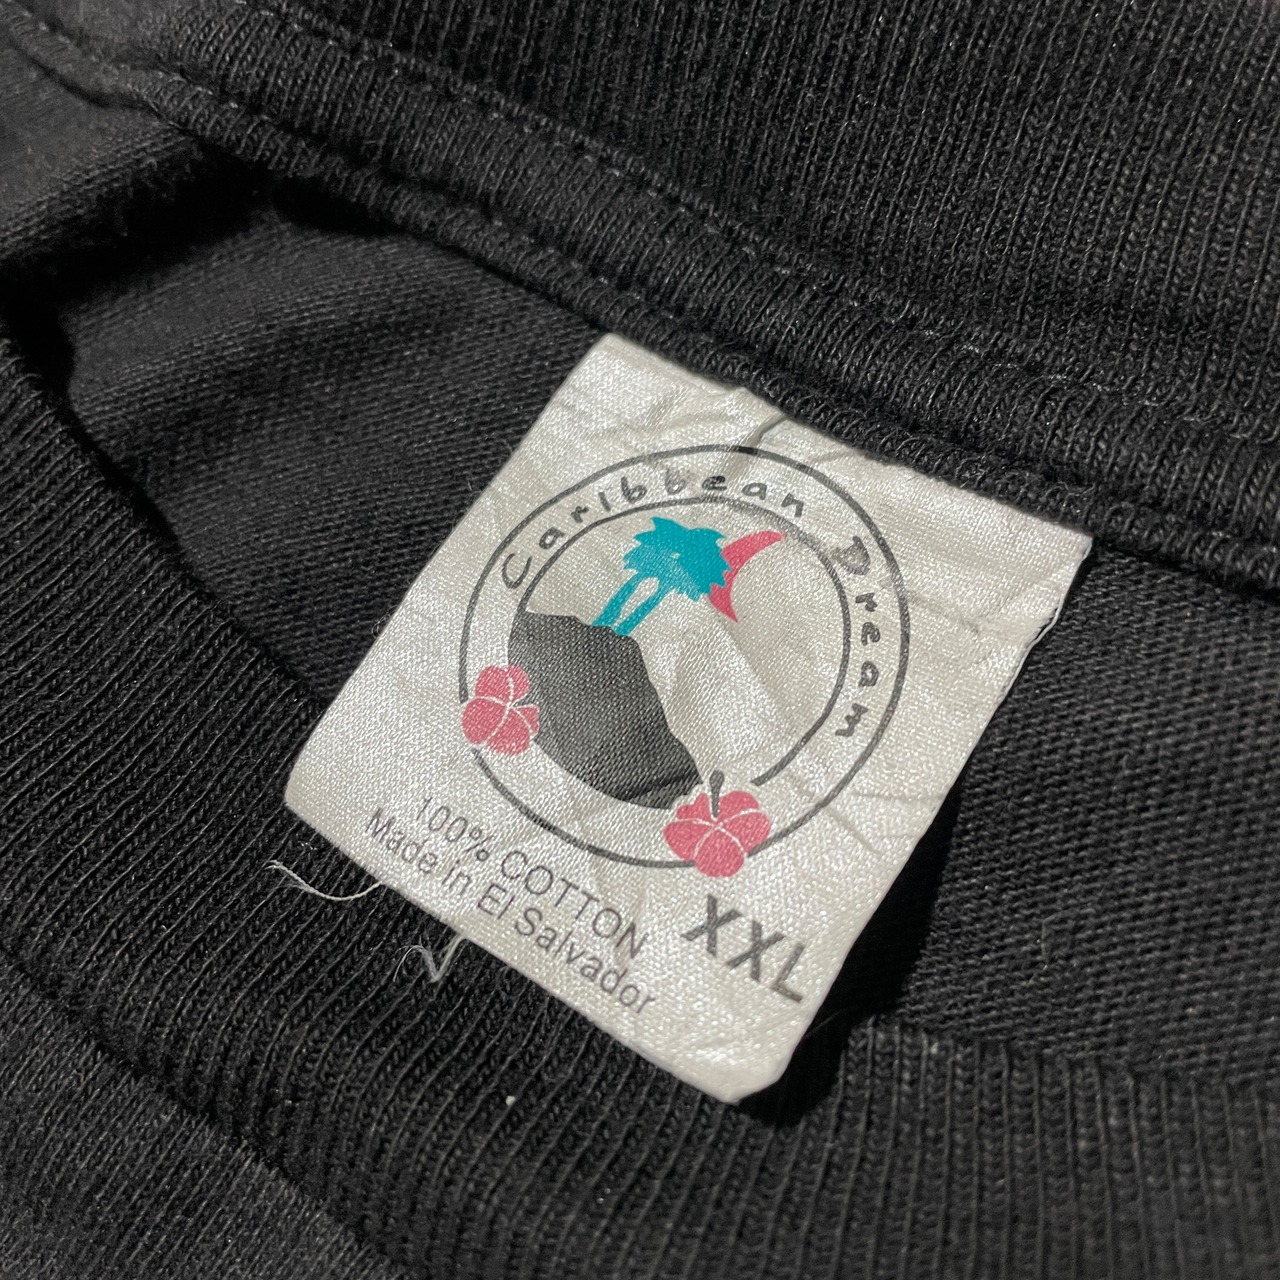 Caribbean Dream
100% COTTON
Made in El Salvador
XXL